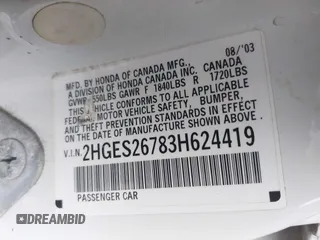 08/'03
MFD. BY HONDA OF CANADA MFG.,
A DIVISION OF HONDA CANADA INC. CANADA
GVWR 550LBS GAWR F 1840LBS R 1720LBS
THIS HICLE CONFORMS TO ALL APPLICABLE
FEDERAL MOTOR VEHICLE SAFETY, BUMPER,
AND THEFT PREVENTION STANDARDS IN EFFECT
ON THE DATE OF MANUFACTURE SHOWN ABOVE
V.I.N. 2HGES26783H624419
PASSENGER CAR
DREAMBID